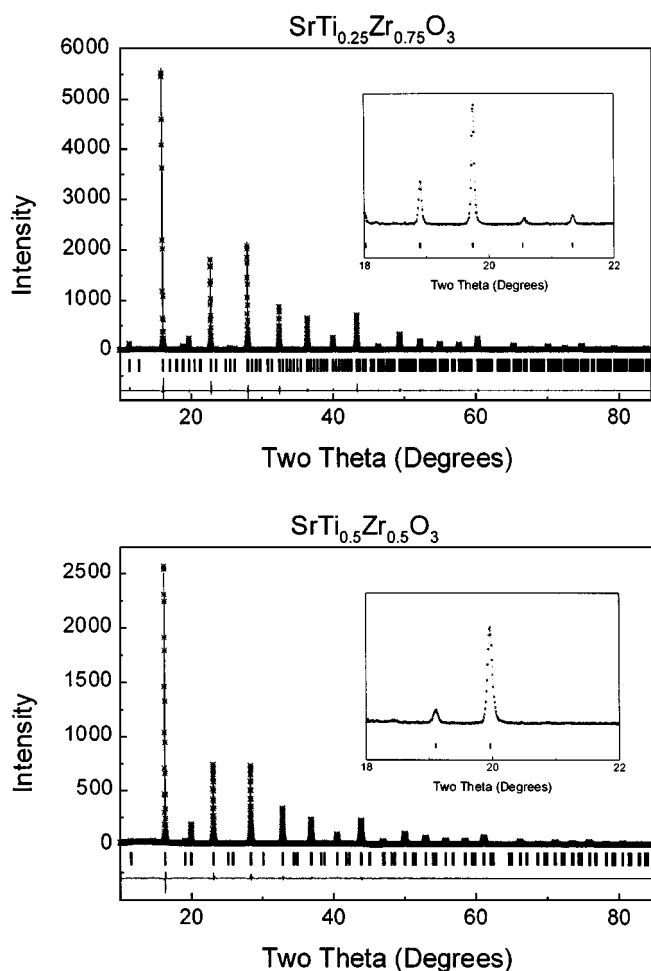 SrTi0.25Zr0.75O3
6000
5000
4000
3000
2000
1000
0
Intensity
18 20 22
Two Theta (Degrees)
20 40 60 80
Two Theta (Degrees)
SrTi0.5Zr0.5O3
2500
2000
1500
1000
500
0
Intensity
18 20 22
Two Theta (Degrees)
20 40 60 80
Two Theta (Degrees)